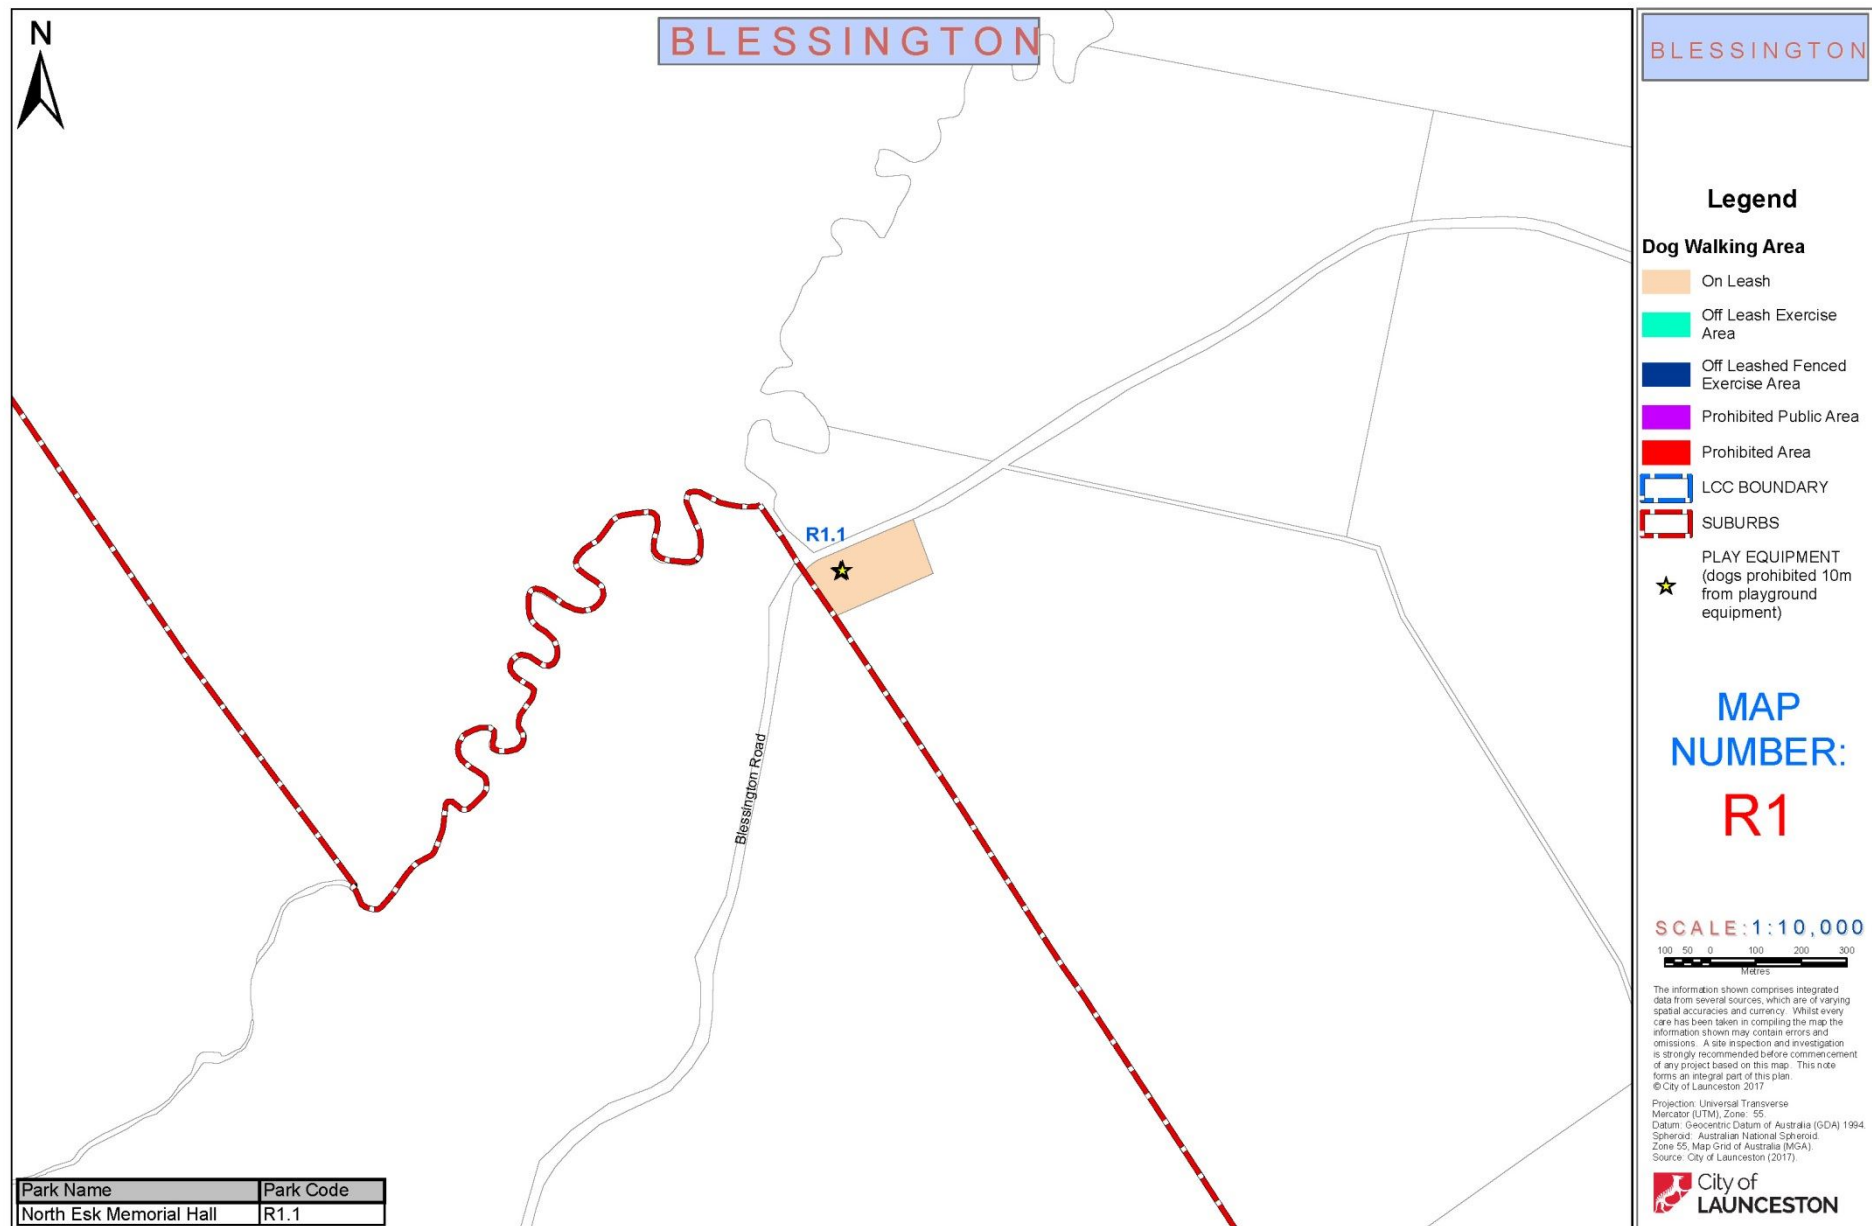 N
BLESSINGTON
R1.1
Blessington Road
Park Name Park Code
North Esk Memorial Hall R1.1
BLESSINGTON
Legend
Dog Walking Area
On Leash
Off Leash Exercise
Area
Off Leashed Fenced
Exercise Area
Prohibited Public Area
Prohibited Area
LCC BOUNDARY
SUBURBS
PLAY EQUIPMENT
(dogs prohibited 10m
from playground
equipment)
MAP
NUMBER:
R1
SCALE: 1:10,000
100 50 0 100 200 300
Metres
The information shown comprises integrated
data from several sources, which are of varying
spatial accuracies and currency. Whilst every
care has been taken in compiling the map the
information shown may contain errors and
omissions. A site inspection and investigation
is strongly recommended before commencement
of any project based on this map. This note
forms an integral part of this plan.
© City of Launceston 2017
Projection: Universal Transverse
Mercator (UTM), Zone: 55.
Datum: Geocentric Datum of Australia (GDA) 1994.
Spheroid: Australian National Spheroid.
Zone 55, Map Grid of Australia (MGA).
Source: City of Launceston (2017).
City of
LAUNCESTON